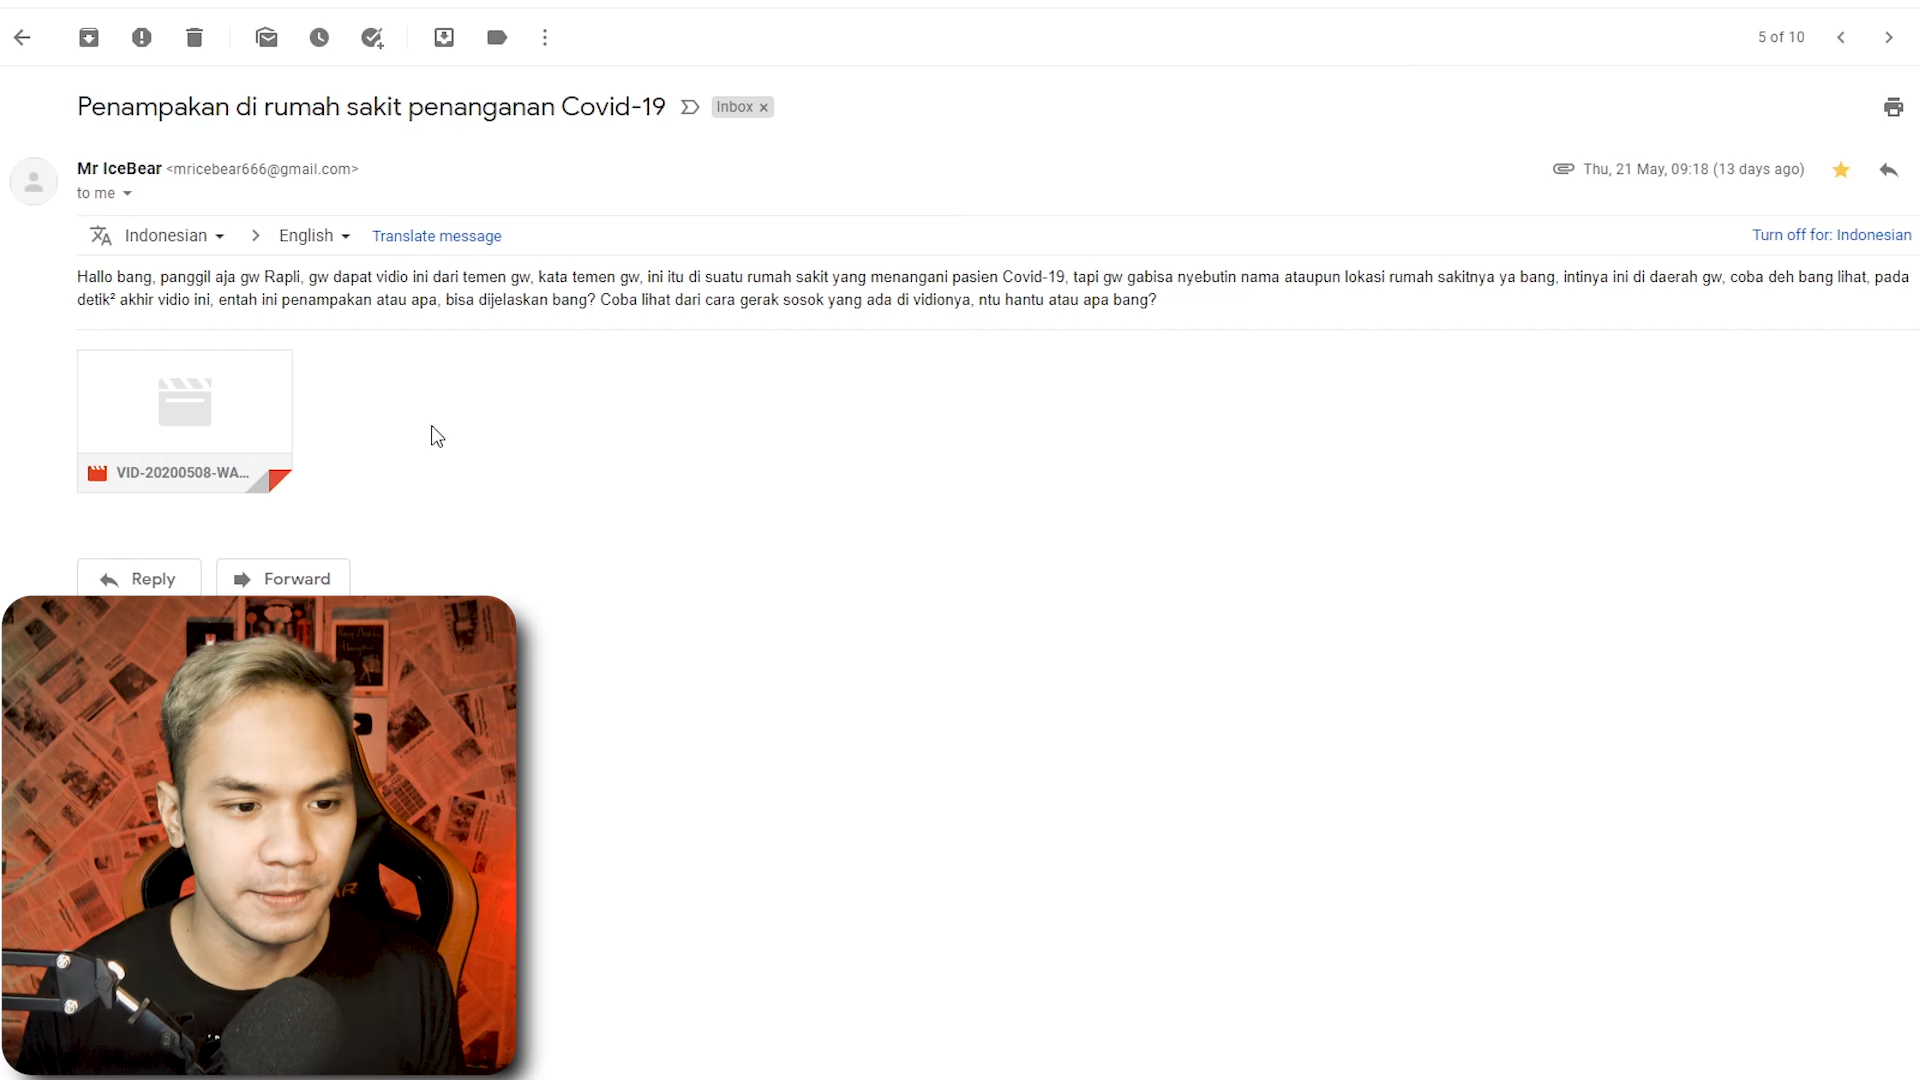 5 of 10
Penampakan di rumah sakit penanganan Covid-19 Inbox ×
Mr IceBear <mricebear666@gmail.com> Thu, 21 May, 09:18 (13 days ago)
to me
Indonesian > English Translate message Turn off for: Indonesian
Hallo bang, panggil aja gw Rapli, gw dapat vidio ini dari temen gw, kata temen gw, ini itu di suatu rumah sakit yang menangani pasien Covid-19, tapi gw gabisa nyebutin nama ataupun lokasi rumah sakitnya ya bang, intinya ini di daerah gw, coba deh bang lihat, pada
detik² akhir vidio ini, entah ini penampakan atau apa, bisa dijelaskan bang? Coba lihat dari cara gerak sosok yang ada di vidionya, ntu hantu atau apa bang?
VID-20200508-WA...
Reply Forward